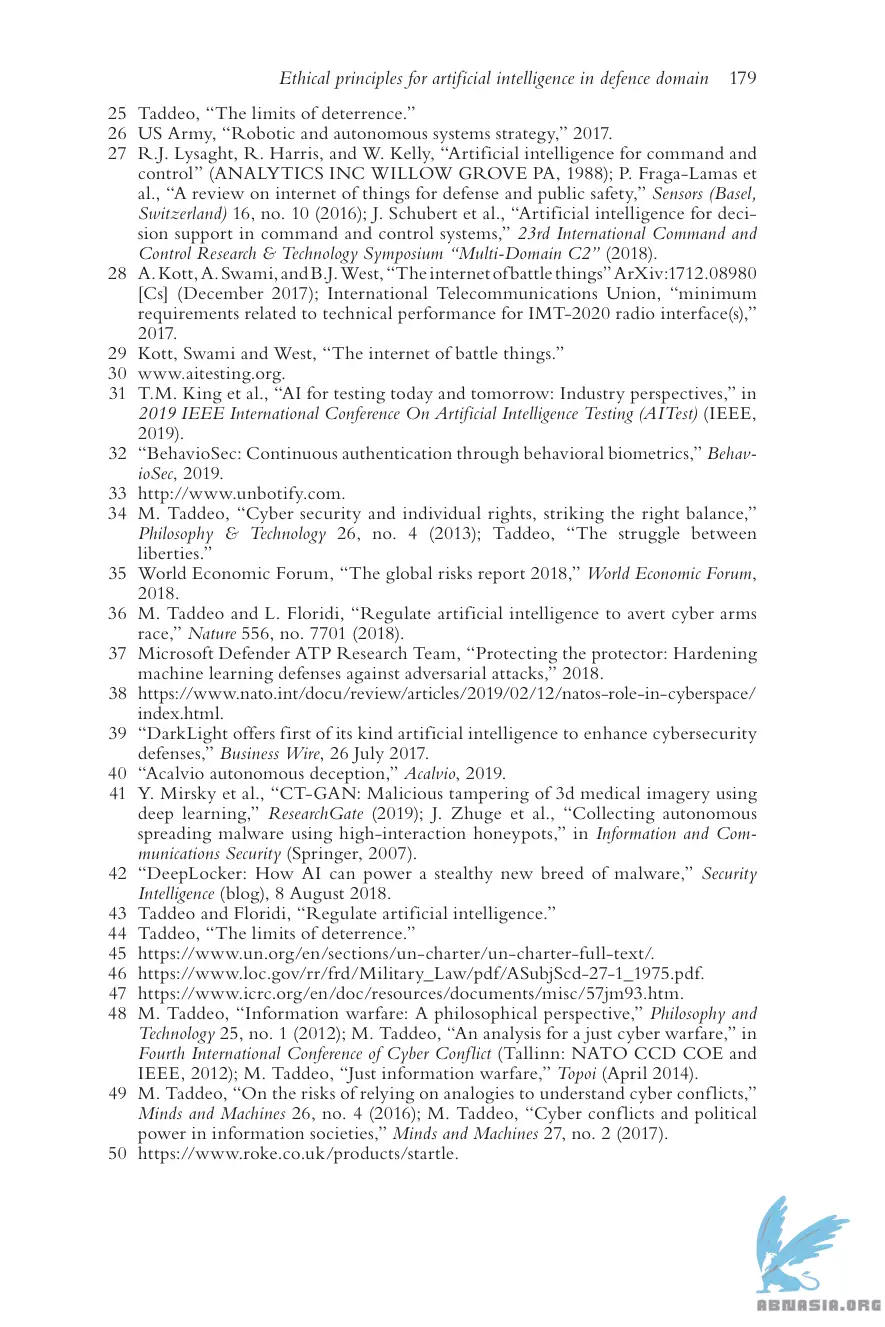 Ethical principles for artificial intelligence in defence domain 179
25 Taddeo, “The limits of deterrence.”
26 US Army, “Robotic and autonomous systems strategy,” 2017.
27 R.J. Lysaght, R. Harris, and W. Kelly, “Artificial intelligence for command and
control” (ANALYTICS INC WILLOW GROVE PA, 1988); P. Fraga-Lamas et
al., “A review on internet of things for defense and public safety,” Sensors (Basel,
Switzerland) 16, no. 10 (2016); J. Schubert et al., “Artificial intelligence for deci-
sion support in command and control systems,” 23rd International Command and
Control Research & Technology Symposium “Multi-Domain C2” (2018).
28 A. Kott, A. Swami, and B.J. West, “The internet of battle things” ArXiv:1712.08980
[Cs] (December 2017); International Telecommunications Union, “minimum
requirements related to technical performance for IMT-2020 radio interface(s),”
2017.
29 Kott, Swami and West, “The internet of battle things.”
30 www.aitesting.org.
31 T.M. King et al., “AI for testing today and tomorrow: Industry perspectives,” in
2019 IEEE International Conference On Artificial Intelligence Testing (AITest) (IEEE,
2019).
32 “BehavioSec: Continuous authentication through behavioral biometrics,” Behav-
ioSec, 2019.
33 http://www.unbotify.com.
34 M. Taddeo, “Cyber security and individual rights, striking the right balance,”
Philosophy & Technology 26, no. 4 (2013); Taddeo, “The struggle between
liberties.”
35 World Economic Forum, “The global risks report 2018,” World Economic Forum,
2018.
36 M. Taddeo and L. Floridi, “Regulate artificial intelligence to avert cyber arms
race,” Nature 556, no. 7701 (2018).
37 Microsoft Defender ATP Research Team, “Protecting the protector: Hardening
machine learning defenses against adversarial attacks,” 2018.
38 https://www.nato.int/docu/review/articles/2019/02/12/natos-role-in-cyberspace/
index.html.
39 “DarkLight offers first of its kind artificial intelligence to enhance cybersecurity
defenses,” Business Wire, 26 July 2017.
40 “Acalvio autonomous deception,” Acalvio, 2019.
41 Y. Mirsky et al., “CT-GAN: Malicious tampering of 3d medical imagery using
deep learning,” ResearchGate (2019); J. Zhuge et al., “Collecting autonomous
spreading malware using high-interaction honeypots,” in Information and Com-
munications Security (Springer, 2007).
42 “DeepLocker: How AI can power a stealthy new breed of malware,” Security
Intelligence (blog), 8 August 2018.
43 Taddeo and Floridi, “Regulate artificial intelligence.”
44 Taddeo, “The limits of deterrence.”
45 https://www.un.org/en/sections/un-charter/un-charter-full-text/.
46 https://www.loc.gov/rr/frd/Military_Law/pdf/ASubjScd-27-1_1975.pdf.
47 https://www.icrc.org/en/doc/resources/documents/misc/57jm93.htm.
48 M. Taddeo, “Information warfare: A philosophical perspective,” Philosophy and
Technology 25, no. 1 (2012); M. Taddeo, “An analysis for a just cyber warfare,” in
Fourth International Conference of Cyber Conflict (Tallinn: NATO CCD COE and
IEEE, 2012); M. Taddeo, “Just information warfare,” Topoi (April 2014).
49 M. Taddeo, “On the risks of relying on analogies to understand cyber conflicts,”
Minds and Machines 26, no. 4 (2016); M. Taddeo, “Cyber conflicts and political
power in information societies,” Minds and Machines 27, no. 2 (2017).
50 https://www.roke.co.uk/products/startle.
ABNASIA.ORG